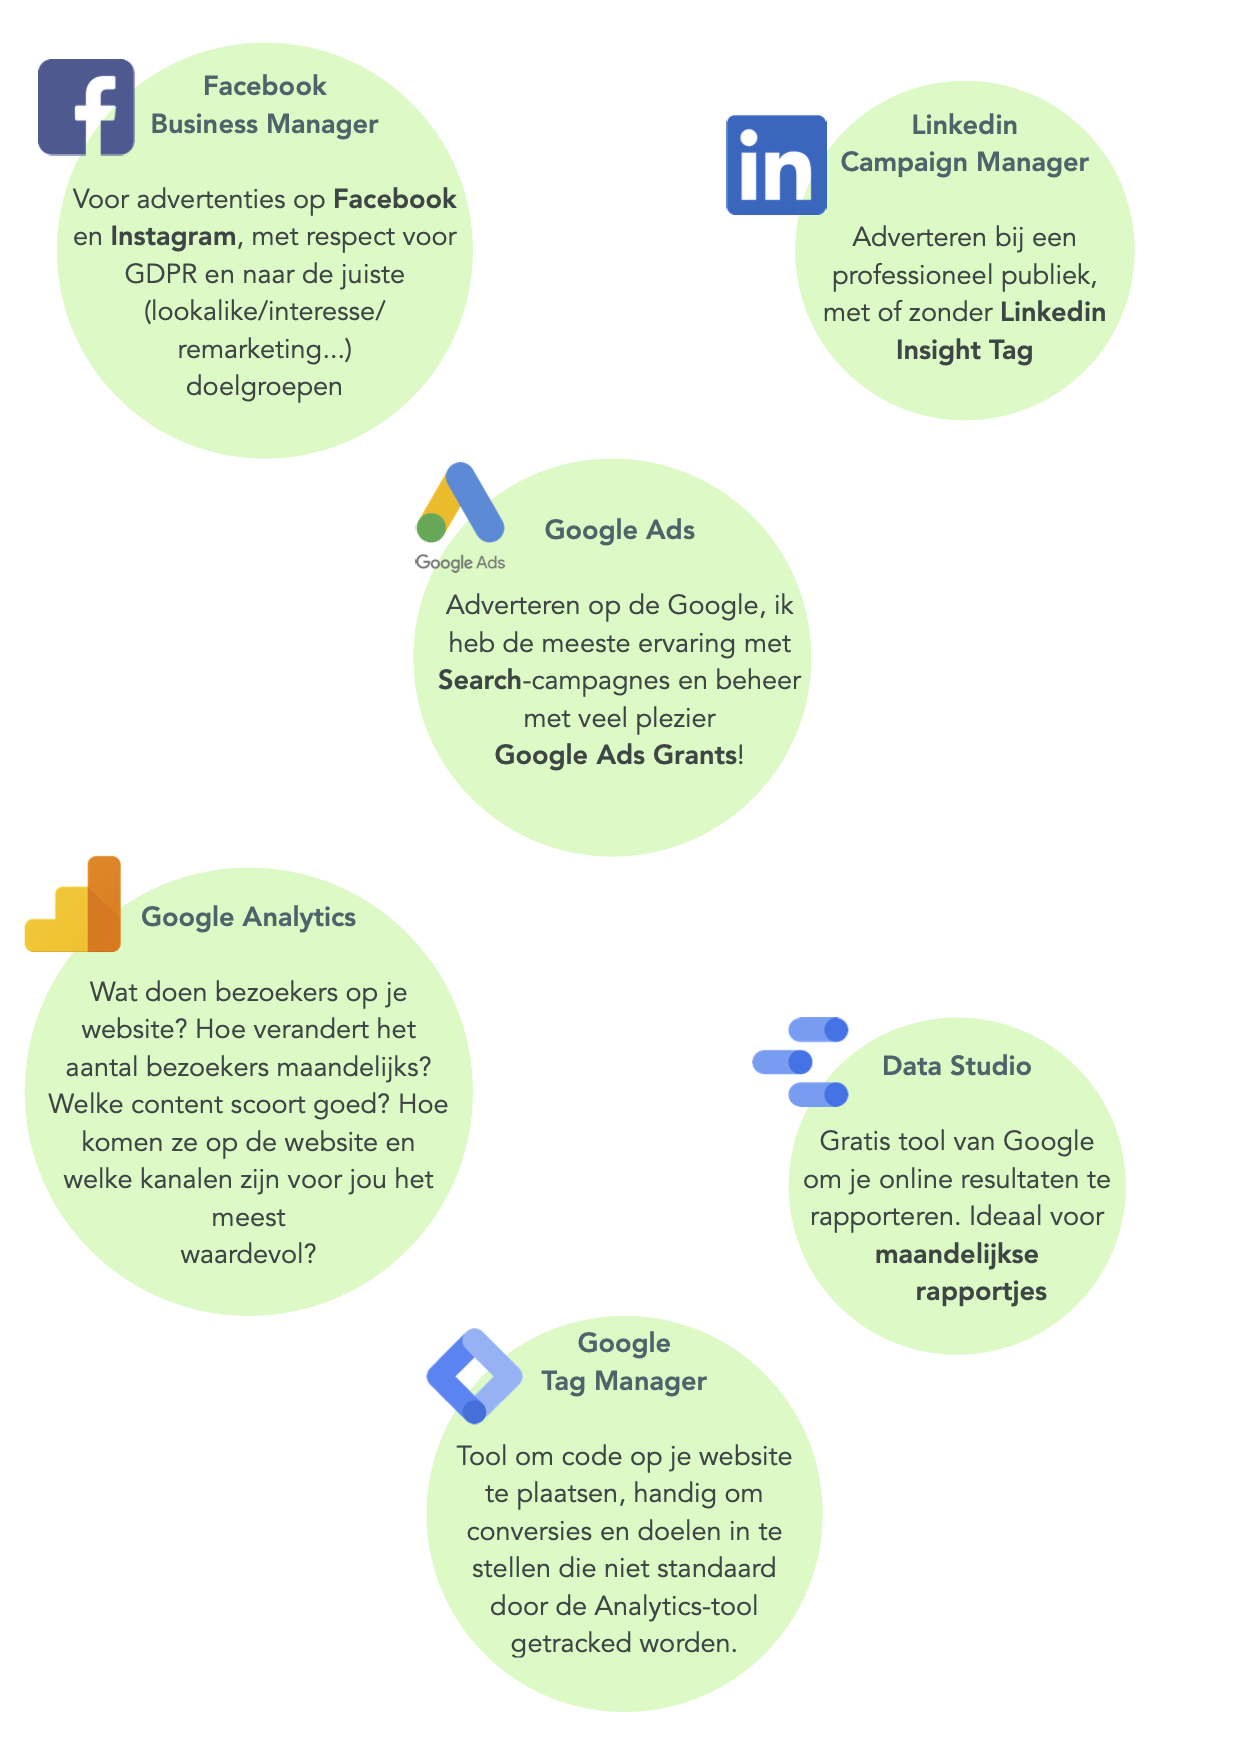 Facebook
Business Manager
Voor advertenties op Facebook
en Instagram, met respect voor
GDPR en naar de juiste
(lookalike/interesse/
remarketing...)
doelgroepen
Linkedin
Campaign Manager
Adverteren bij een
professioneel publiek,
met of zonder Linkedin
Insight Tag
Google Ads
Google Ads
Adverteren op de Google, ik
heb de meeste ervaring met
Search-campagnes en beheer
met veel plezier
Google Ads Grants!
Google Analytics
Wat doen bezoekers op je
website? Hoe verandert het
aantal bezoekers maandelijks?
Welke content scoort goed? Hoe
komen ze op de website en
welke kanalen zijn voor jou het
meest
waardevol?
Data Studio
Gratis tool van Google
om je online resultaten te
rapporteren. Ideaal voor
maandelijkse
rapportjes
Google
Tag Manager
Tool om code op je website
te plaatsen, handig om
conversies en doelen in te
stellen die niet standaard
door de Analytics-tool
getracked worden.